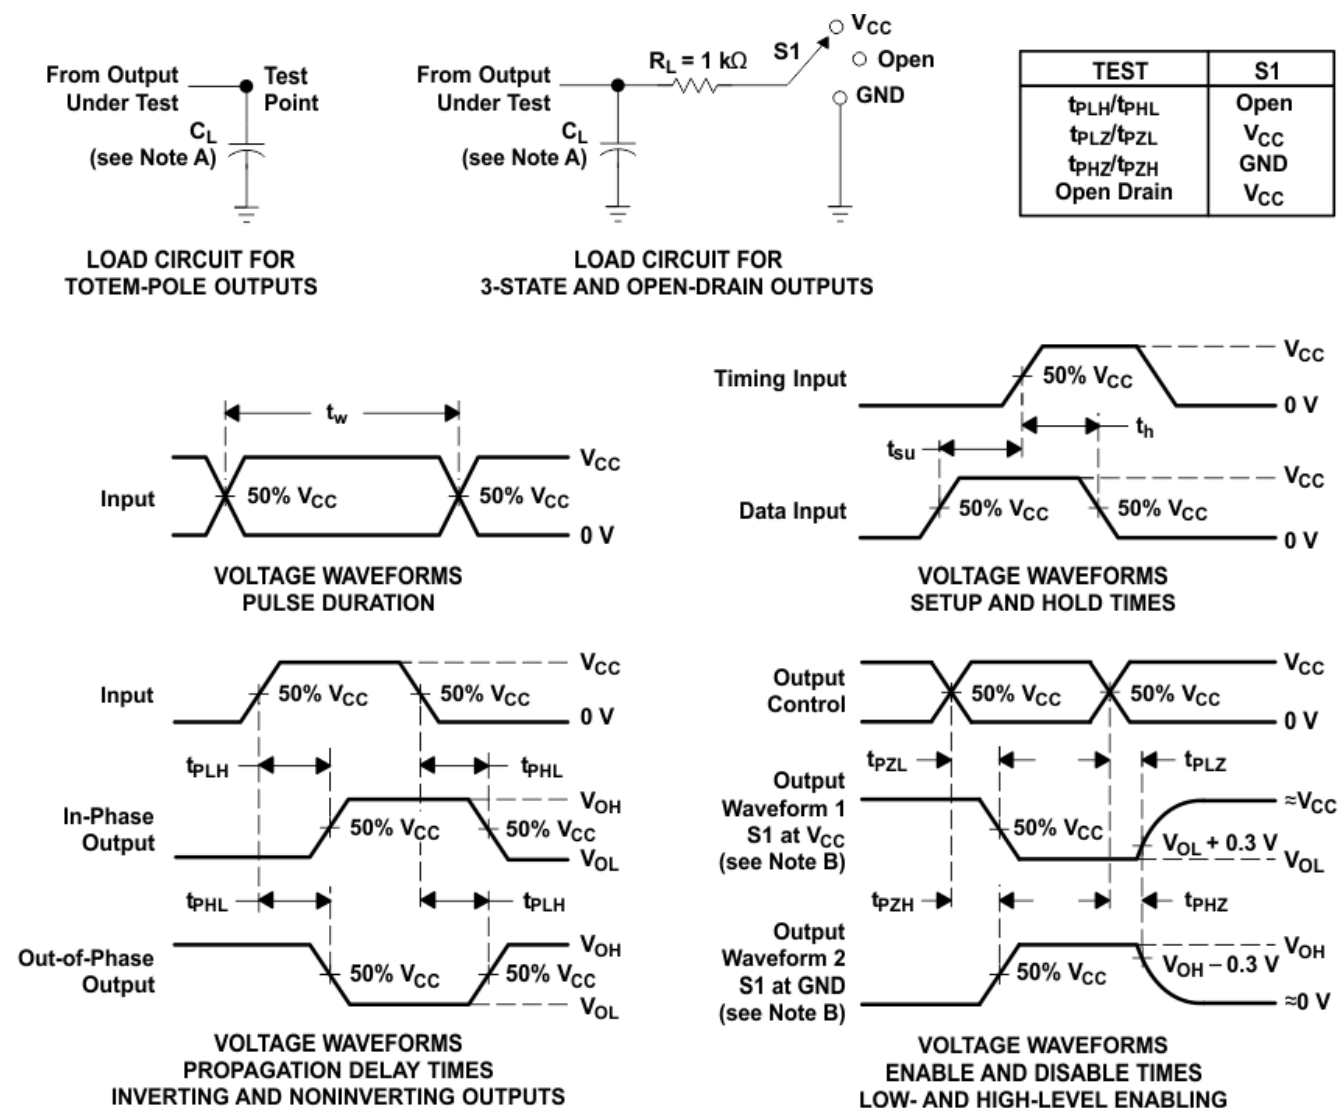 From Output
Under Test
Test
Point
CL
(see Note A)
LOAD CIRCUIT FOR
TOTEM-POLE OUTPUTS
From Output
Under Test
RL = 1 kΩ
S1
VCC
Open
GND
CL
(see Note A)
LOAD CIRCUIT FOR
3-STATE AND OPEN-DRAIN OUTPUTS
TEST S1
tPLH/tPHL Open
tPLZ/tPZL VCC
tPHZ/tPZH GND
Open Drain VCC
tw
Input
50% VCC
50% VCC
VCC
0 V
VOLTAGE WAVEFORMS
PULSE DURATION
Timing Input
50% VCC
VCC
0 V
th
tsu
Data Input
50% VCC
50% VCC
VCC
0 V
VOLTAGE WAVEFORMS
SETUP AND HOLD TIMES
Input
50% VCC
50% VCC
VCC
0 V
tPLH
tPHL
In-Phase
Output
50% VCC
50% VCC
VOH
VOL
tPHL
tPLH
Out-of-Phase
Output
50% VCC
50% VCC
VOH
VOL
VOLTAGE WAVEFORMS
PROPAGATION DELAY TIMES
INVERTING AND NONINVERTING OUTPUTS
Output
Control
50% VCC
50% VCC
VCC
0 V
tPZL
tPLZ
Output
Waveform 1
S1 at VCC
(see Note B)
50% VCC
VOL + 0.3 V
≈VCC
VOL
tPZH
tPHZ
Output
Waveform 2
S1 at GND
(see Note B)
50% VCC
VOH − 0.3 V
VOH
≈0 V
VOLTAGE WAVEFORMS
ENABLE AND DISABLE TIMES
LOW- AND HIGH-LEVEL ENABLING